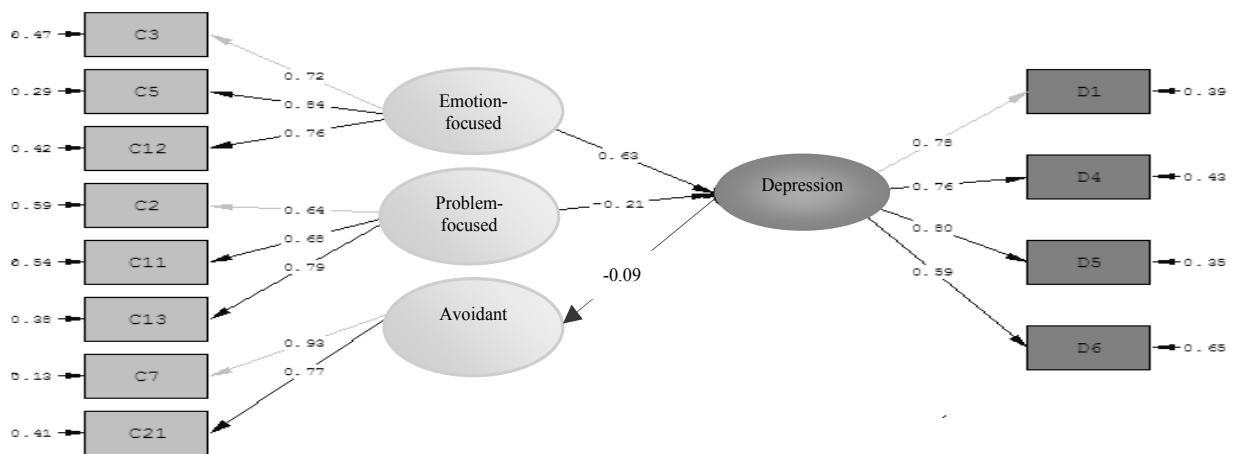 0.47 C3
0.72
0.29 C5
0.84
Emotion-
focused
0.42 C12
0.76
0.63
0.59 C2
0.64
Problem-
focused
-0.21
0.54 C11
0.68
0.38 C13
0.79
-0.09
Avoidant
0.13 C7
0.93
0.41 C21
0.77
Depression
0.78
D1 0.39
0.76
D4 0.43
0.80
D5 0.35
0.59
D6 0.65